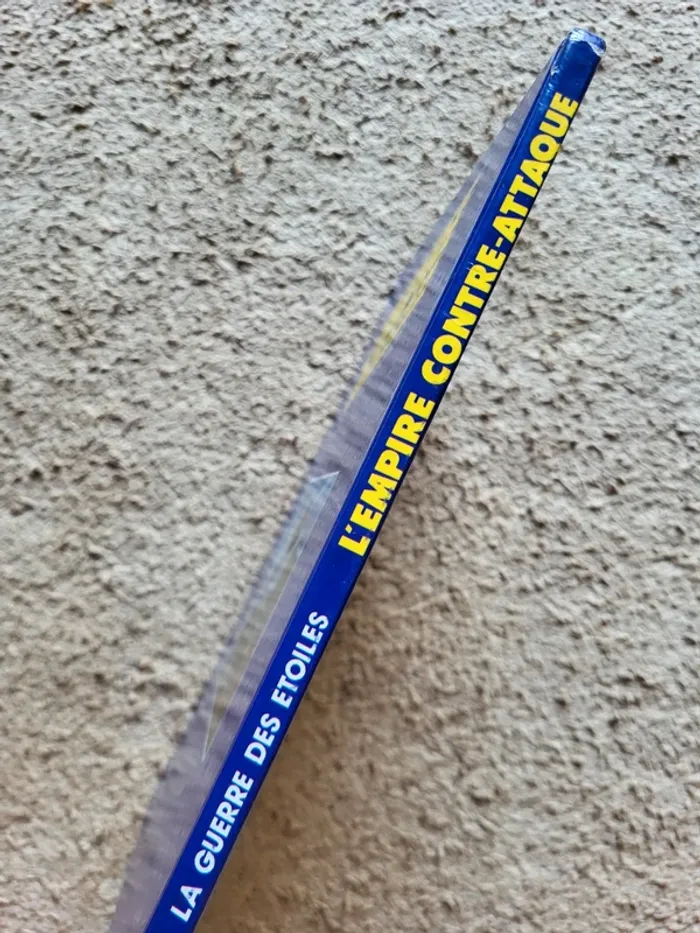 LA GUERRE DES ETOILES
L'EMPIRE CONTRE-ATTAQUE